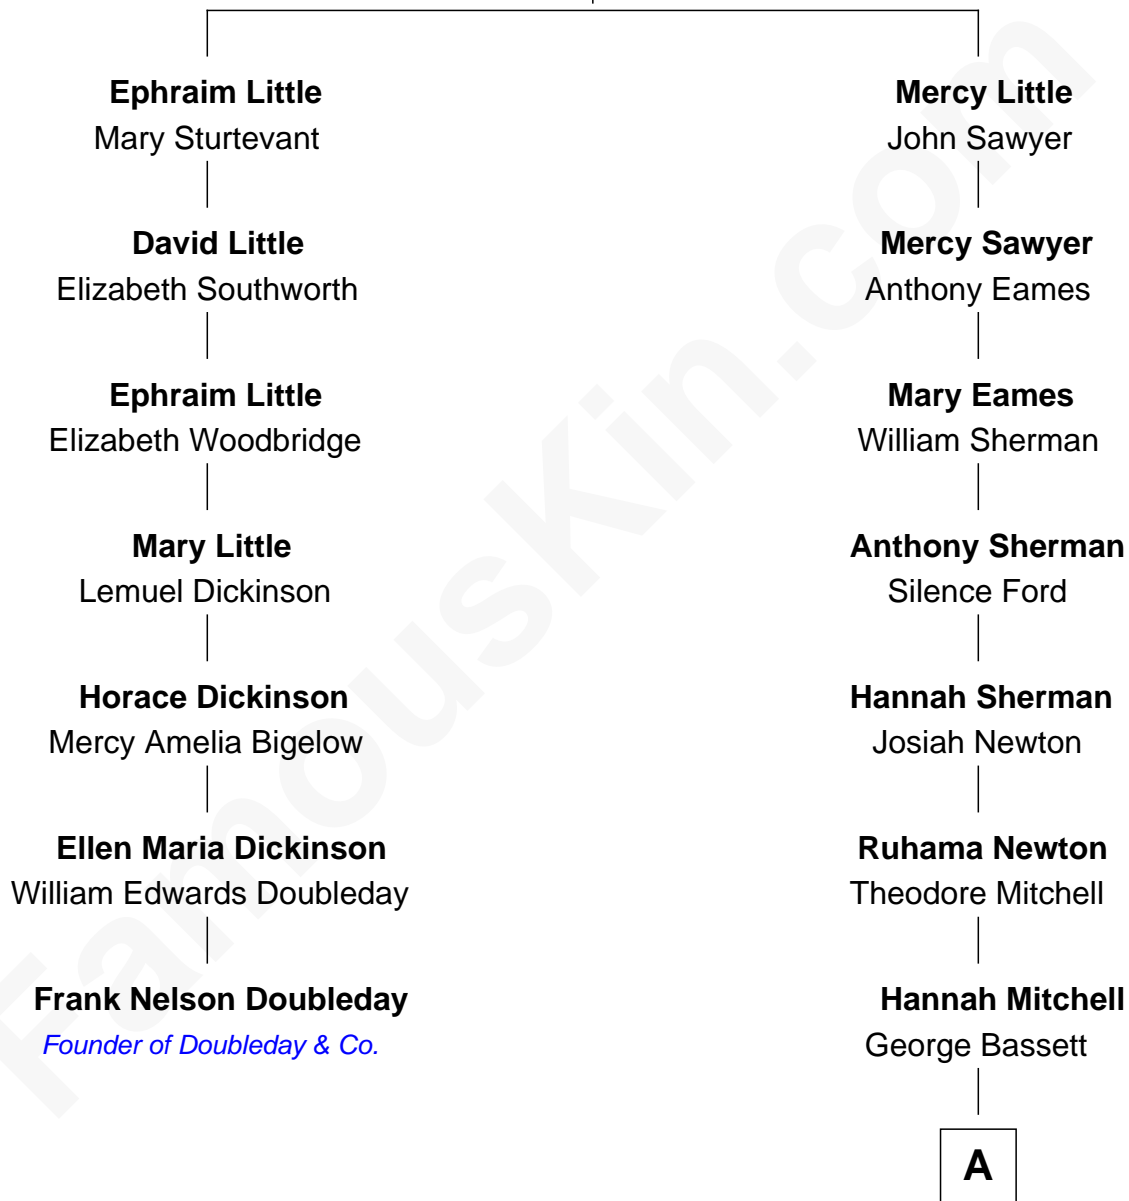 Ephraim Little
Mary Sturtevant
Mercy Little
John Sawyer
David Little
Elizabeth Southworth
Mercy Sawyer
Anthony Eames
Ephraim Little
Elizabeth Woodbridge
Mary Eames
William Sherman
Mary Little
Lemuel Dickinson
Anthony Sherman
Silence Ford
Horace Dickinson
Mercy Amelia Bigelow
Hannah Sherman
Josiah Newton
Ellen Maria Dickinson
William Edwards Doubleday
Ruhama Newton
Theodore Mitchell
Frank Nelson Doubleday
Founder of Doubleday & Co.
Hannah Mitchell
George Bassett
A
FamousKin.com